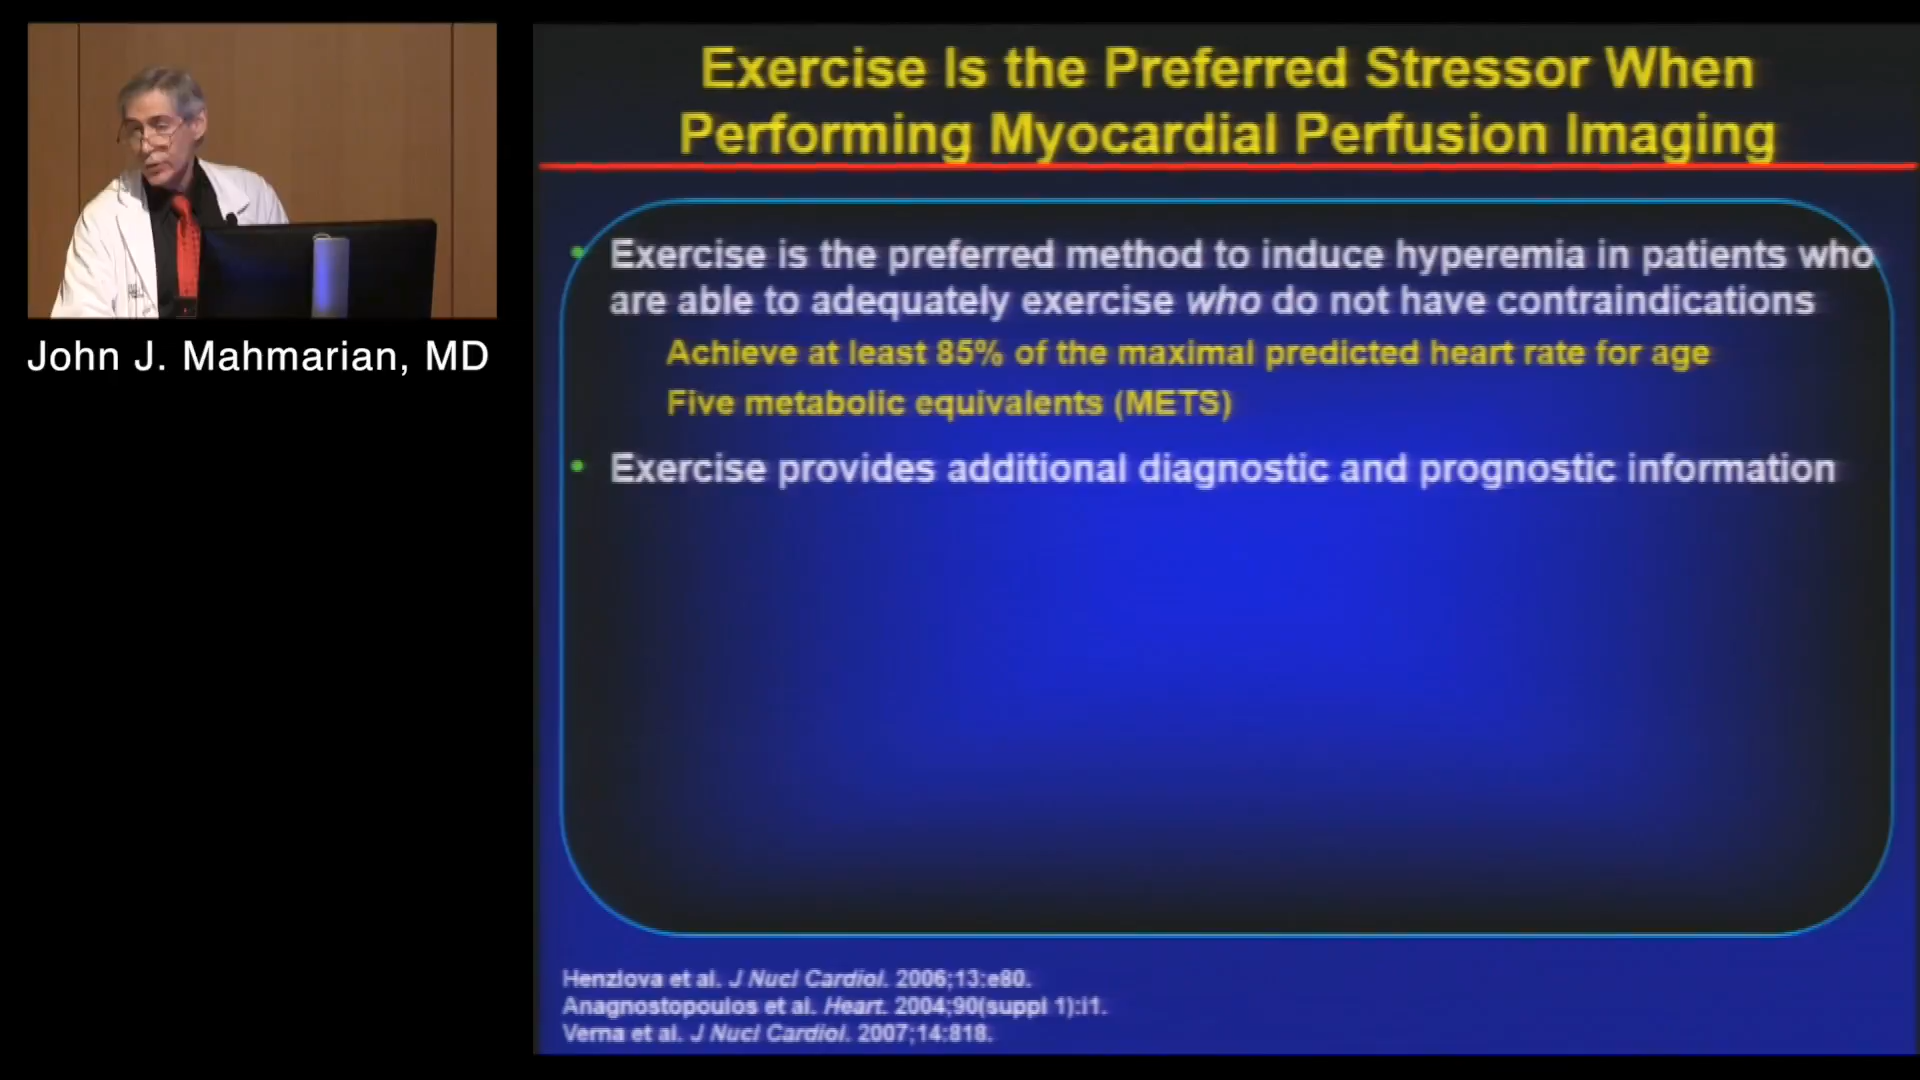 Exercise Is the Preferred Stressor When
Performing Myocardial Perfusion Imaging
John J. Mahmarian, MD
• Exercise is the preferred method to induce hyperemia in patients who
are able to adequately exercise who do not have contraindications
Achieve at least 85% of the maximal predicted heart rate for age
Five metabolic equivalents (METS)
• Exercise provides additional diagnostic and prognostic information
Henzlova et al. J Nucl Cardiol. 2006;13:e80.
Anagnostopoulos et al. Heart. 2004;90(suppl 1):i1.
Verna et al. J Nucl Cardiol. 2007;14:818.